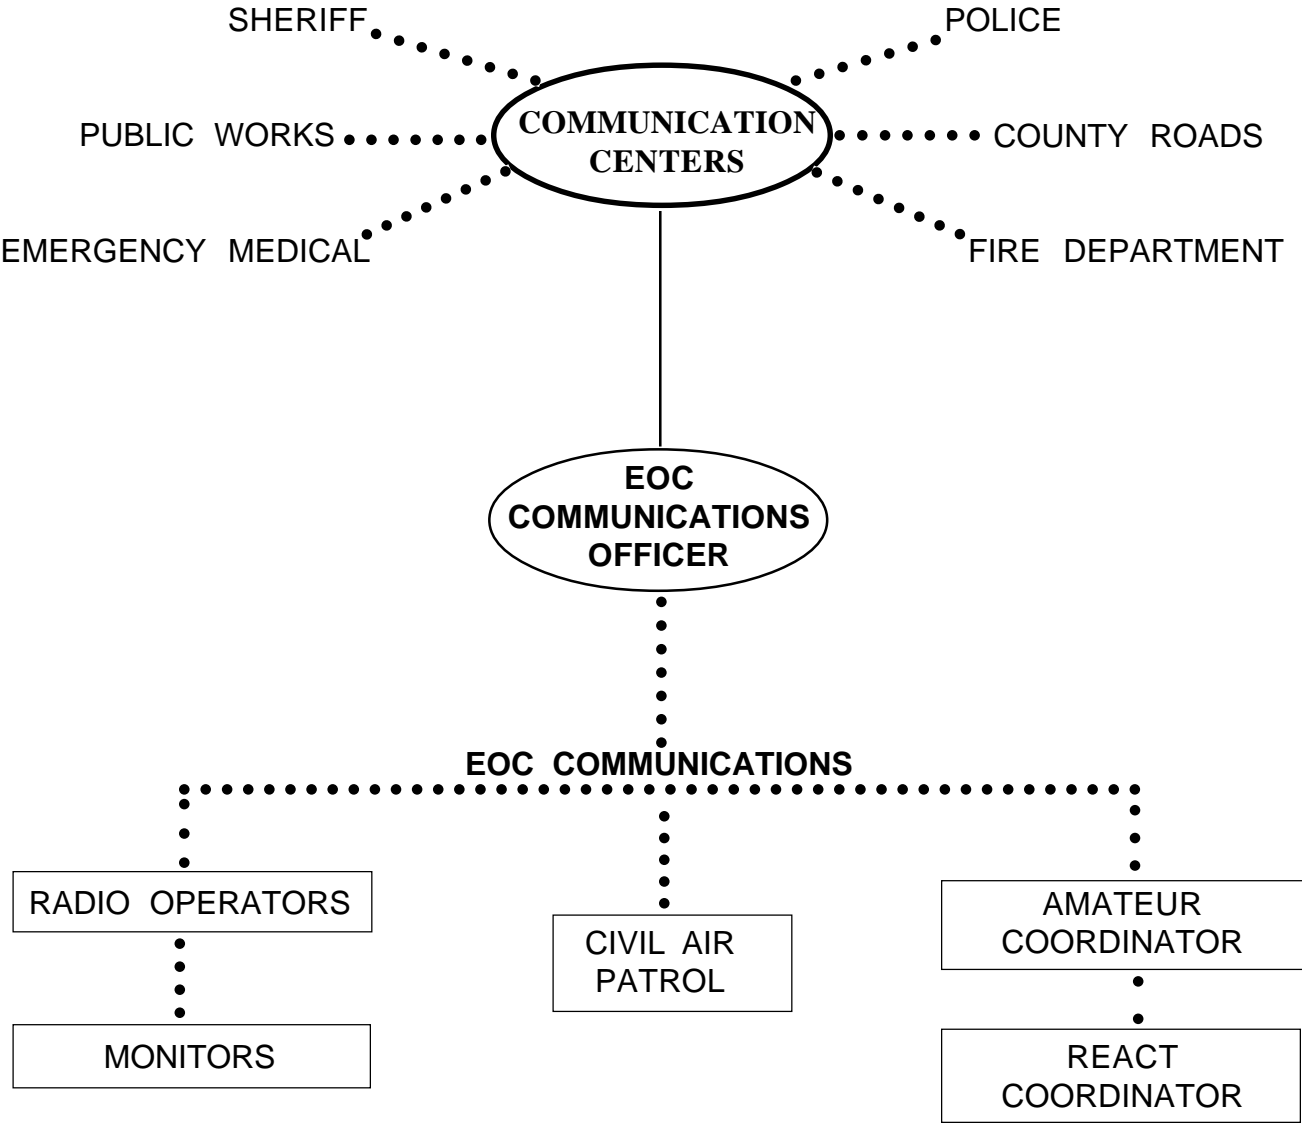 SHERIFF
POLICE
PUBLIC WORKS
COMMUNICATION
CENTERS
COUNTY ROADS
EMERGENCY MEDICAL
FIRE DEPARTMENT
EOC
COMMUNICATIONS
OFFICER
EOC COMMUNICATIONS
RADIO OPERATORS
CIVIL AIR
PATROL
AMATEUR
COORDINATOR
MONITORS
REACT
COORDINATOR